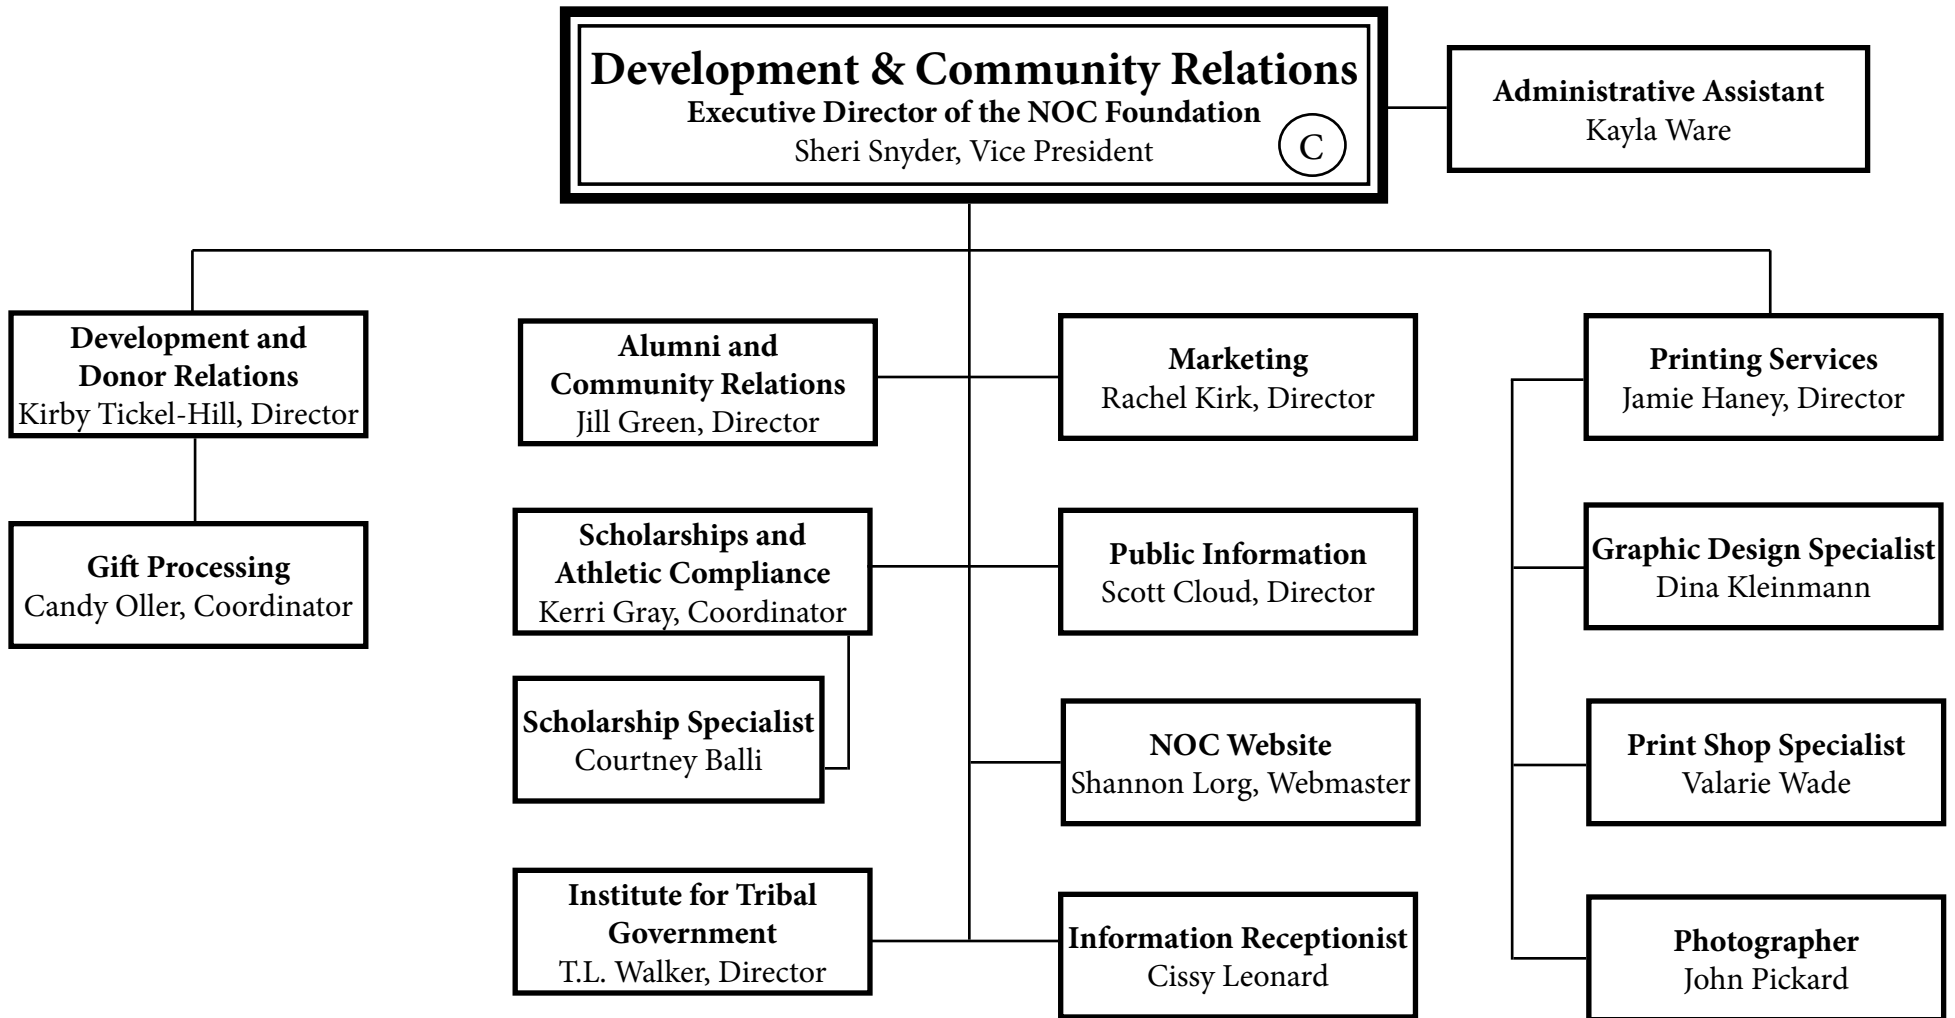 Development & Community Relations
Executive Director of the NOC Foundation
Sheri Snyder, Vice President
C
Administrative Assistant
Kayla Ware
Development and
Donor Relations
Kirby Tickel-Hill, Director
Gift Processing
Candy Oller, Coordinator
Alumni and
Community Relations
Jill Green, Director
Scholarships and
Athletic Compliance
Kerri Gray, Coordinator
Scholarship Specialist
Courtney Balli
Institute for Tribal
Government
T.L. Walker, Director
Marketing
Rachel Kirk, Director
Public Information
Scott Cloud, Director
NOC Website
Shannon Lorg, Webmaster
Information Receptionist
Cissy Leonard
Printing Services
Jamie Haney, Director
Graphic Design Specialist
Dina Kleinmann
Print Shop Specialist
Valarie Wade
Photographer
John Pickard